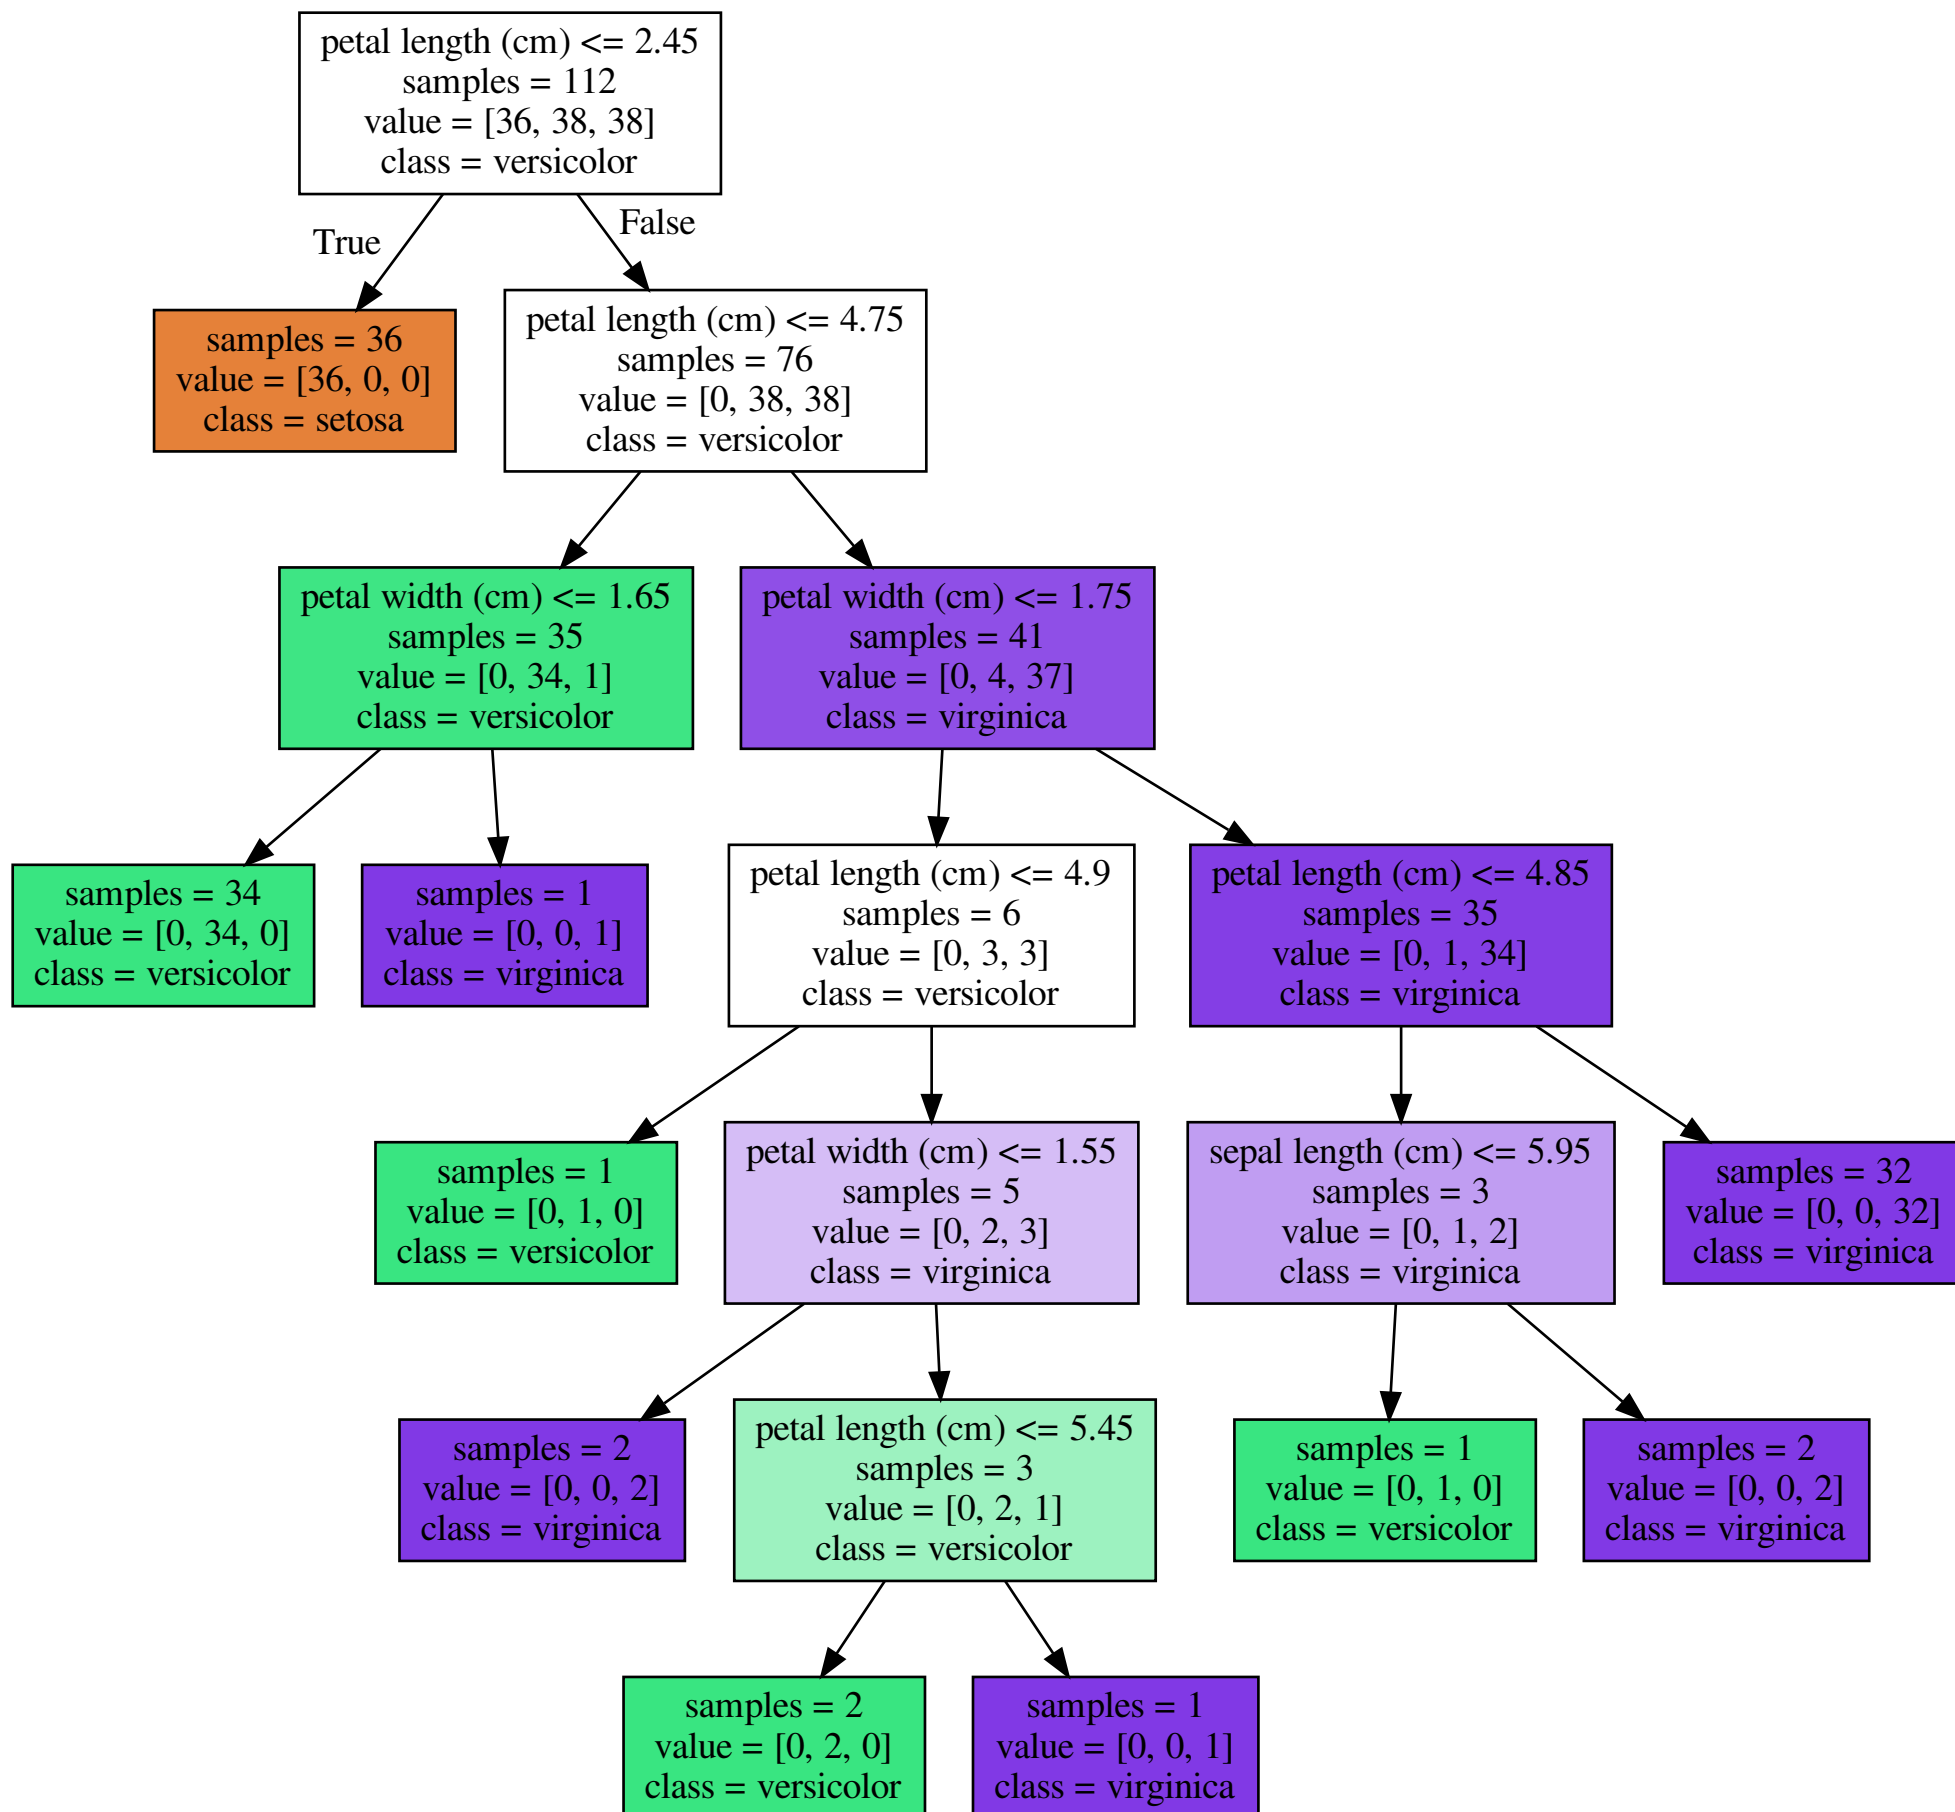 petal length (cm) <= 2.45
samples = 112
value = [36, 38, 38]
class = versicolor
True
False
samples = 36
value = [36, 0, 0]
class = setosa
petal length (cm) <= 4.75
samples = 76
value = [0, 38, 38]
class = versicolor
petal width (cm) <= 1.65
samples = 35
value = [0, 34, 1]
class = versicolor
petal width (cm) <= 1.75
samples = 41
value = [0, 4, 37]
class = virginica
samples = 34
value = [0, 34, 0]
class = versicolor
samples = 1
value = [0, 0, 1]
class = virginica
petal length (cm) <= 4.9
samples = 6
value = [0, 3, 3]
class = versicolor
petal length (cm) <= 4.85
samples = 35
value = [0, 1, 34]
class = virginica
samples = 1
value = [0, 1, 0]
class = versicolor
petal width (cm) <= 1.55
samples = 5
value = [0, 2, 3]
class = virginica
sepal length (cm) <= 5.95
samples = 3
value = [0, 1, 2]
class = virginica
samples = 32
value = [0, 0, 32]
class = virginica
samples = 2
value = [0, 0, 2]
class = virginica
petal length (cm) <= 5.45
samples = 3
value = [0, 2, 1]
class = versicolor
samples = 1
value = [0, 1, 0]
class = versicolor
samples = 2
value = [0, 0, 2]
class = virginica
samples = 2
value = [0, 2, 0]
class = versicolor
samples = 1
value = [0, 0, 1]
class = virginica